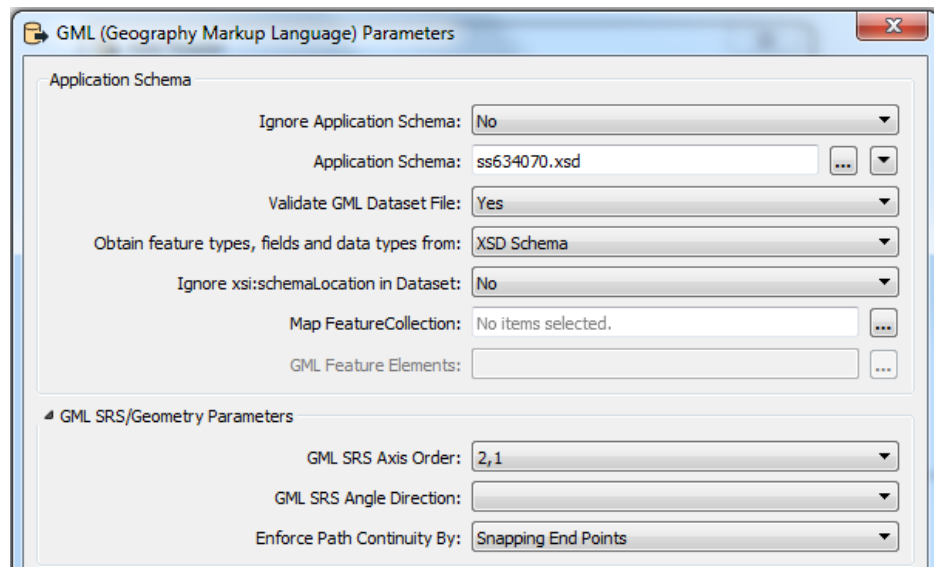 GML (Geography Markup Language) Parameters
Application Schema
Ignore Application Schema: No
Application Schema: ss634070.xsd ...
Validate GML Dataset File: Yes
Obtain feature types, fields and data types from: XSD Schema
Ignore xsi:schemaLocation in Dataset: No
Map FeatureCollection: No items selected. ...
GML Feature Elements: ...
GML SRS/Geometry Parameters
GML SRS Axis Order: 2,1
GML SRS Angle Direction:
Enforce Path Continuity By: Snapping End Points